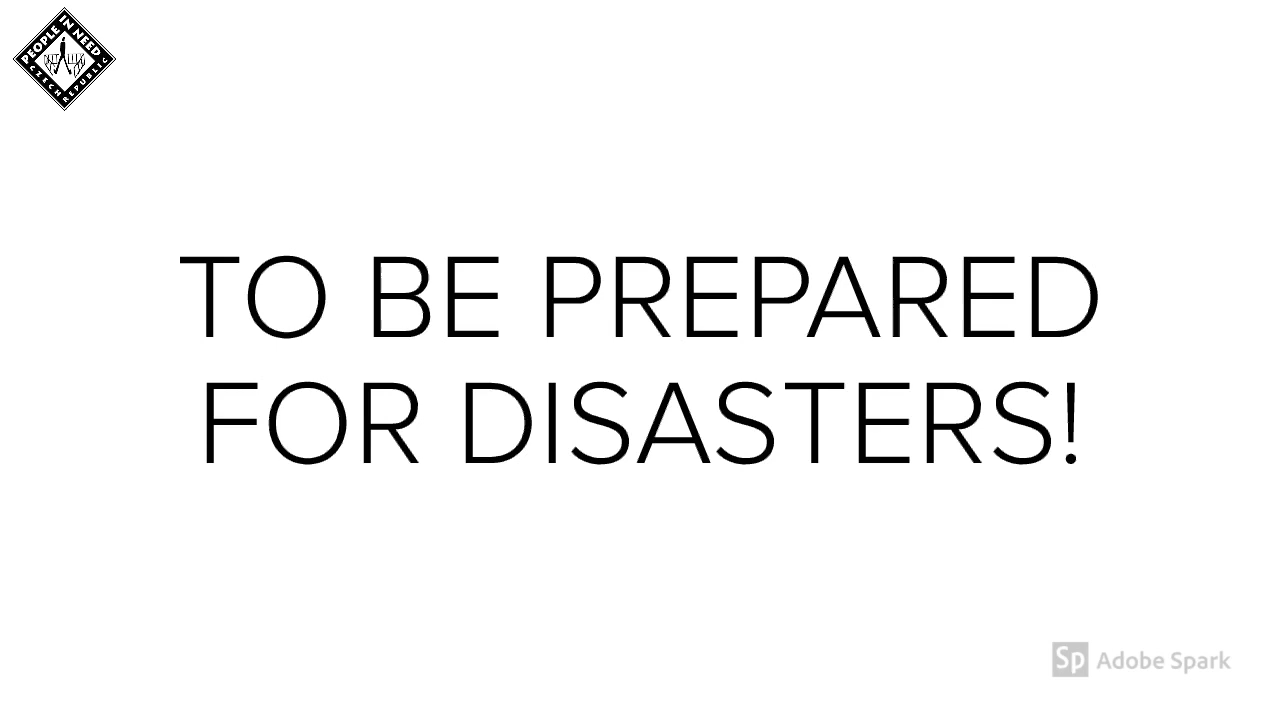 PEOPLE IN NEED
CZECH REPUBLIC
TO BE PREPARED
FOR DISASTERS!
Sp Adobe Spark